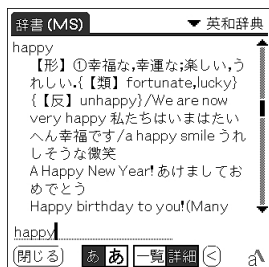 辞書(MS) ▼ 英和辞典
happy
【形】①幸福な,幸運な;楽しい,う
れしい.{【類】fortunate,lucky}
{【反】unhappy}/We are now
very happy 私たちはいまはたい
へん幸福です/a happy smile うれ
しそうな微笑
A Happy New Year! あけましてお
めでとう
Happy birthday to you!(Many
happy
閉じる あ あ 一覧 詳細 < a